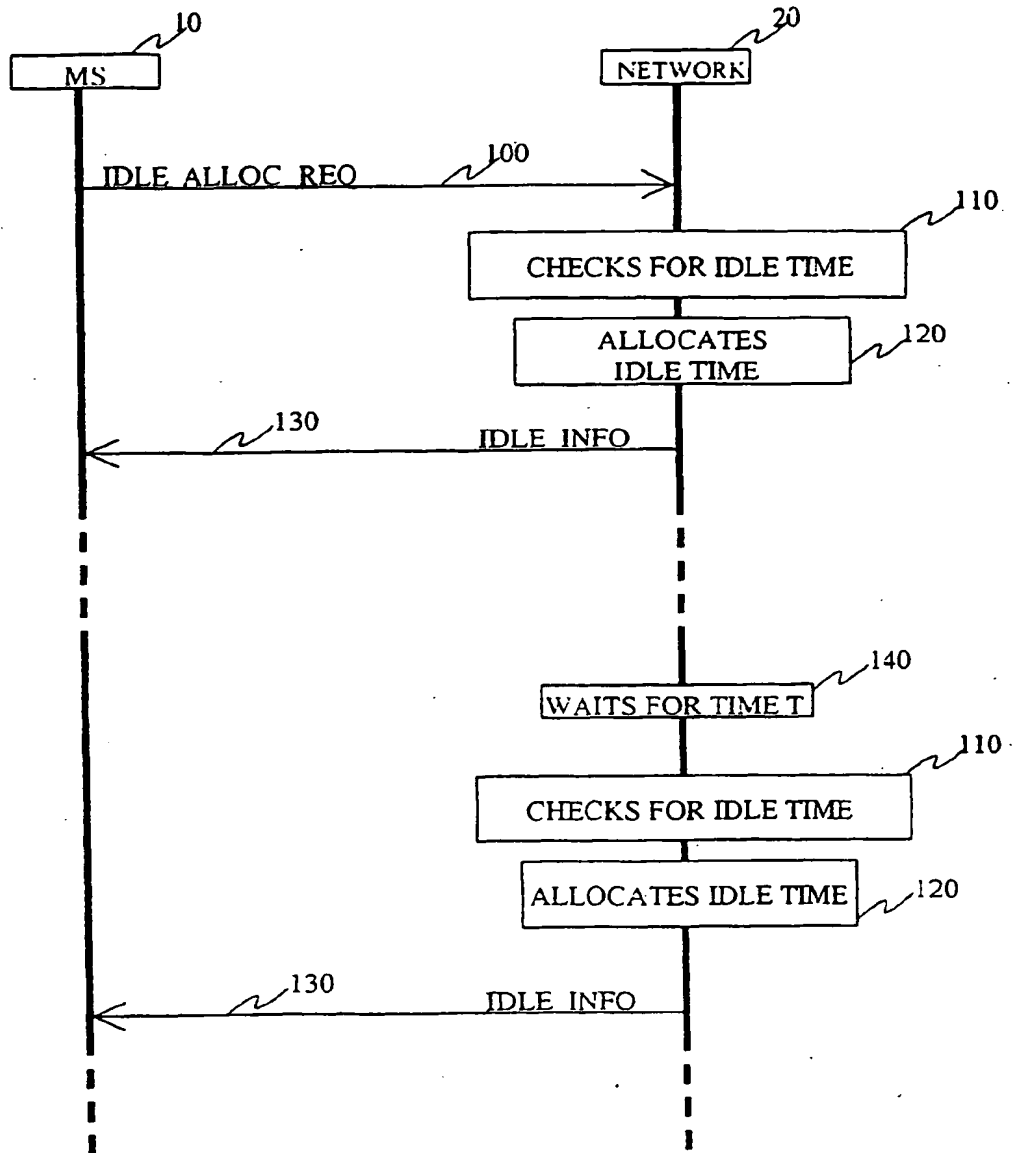 10
20
MS
NETWORK
100
IDLE ALLOC REQ
110
CHECKS FOR IDLE TIME
120
ALLOCATES
IDLE TIME
130
IDLE INFO
140
WAITS FOR TIME T
110
CHECKS FOR IDLE TIME
120
ALLOCATES IDLE TIME
130
IDLE INFO